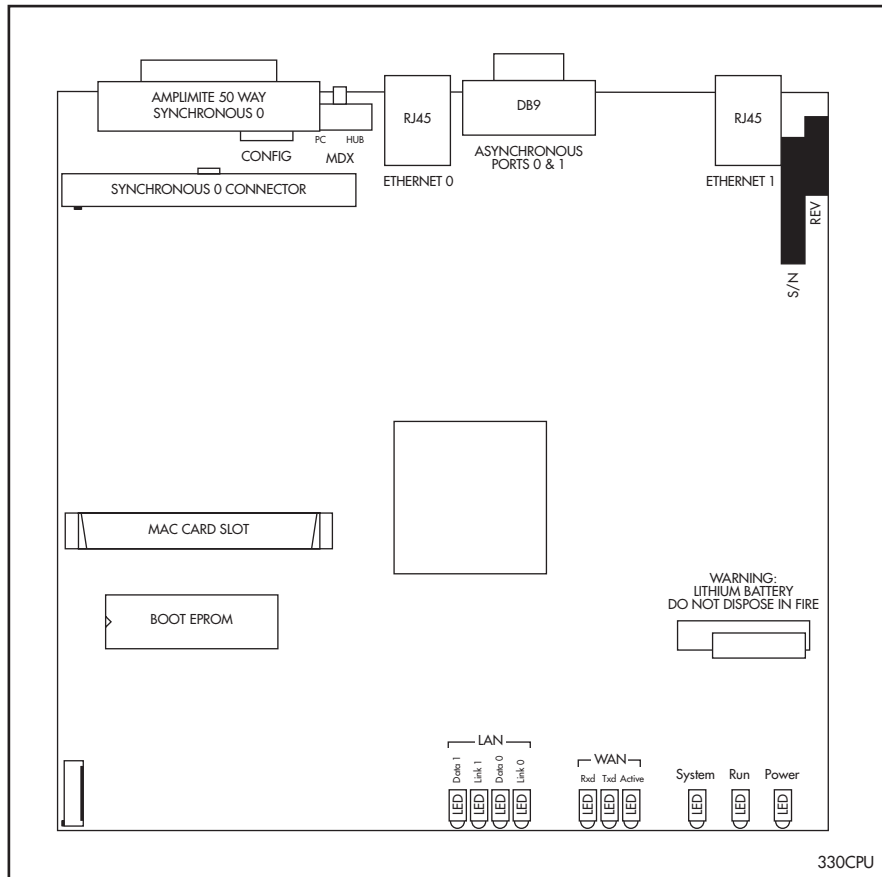 AMPLIMITE 50 WAY
SYNCHRONOUS 0
CONFIG
PC HUB
MDX
RJ45
ETHERNET 0
DB9
ASYNCHRONOUS
PORTS 0 & 1
RJ45
ETHERNET 1
SYNCHRONOUS 0 CONNECTOR
REV
S/N
MAC CARD SLOT
BOOT EPROM
WARNING:
LITHIUM BATTERY
DO NOT DISPOSE IN FIRE
LAN
Data 1
Link 1
Data 0
Link 0
LED LED LED LED
WAN
Rxd Txd Active
LED LED LED
System Run Power
LED LED LED
330CPU